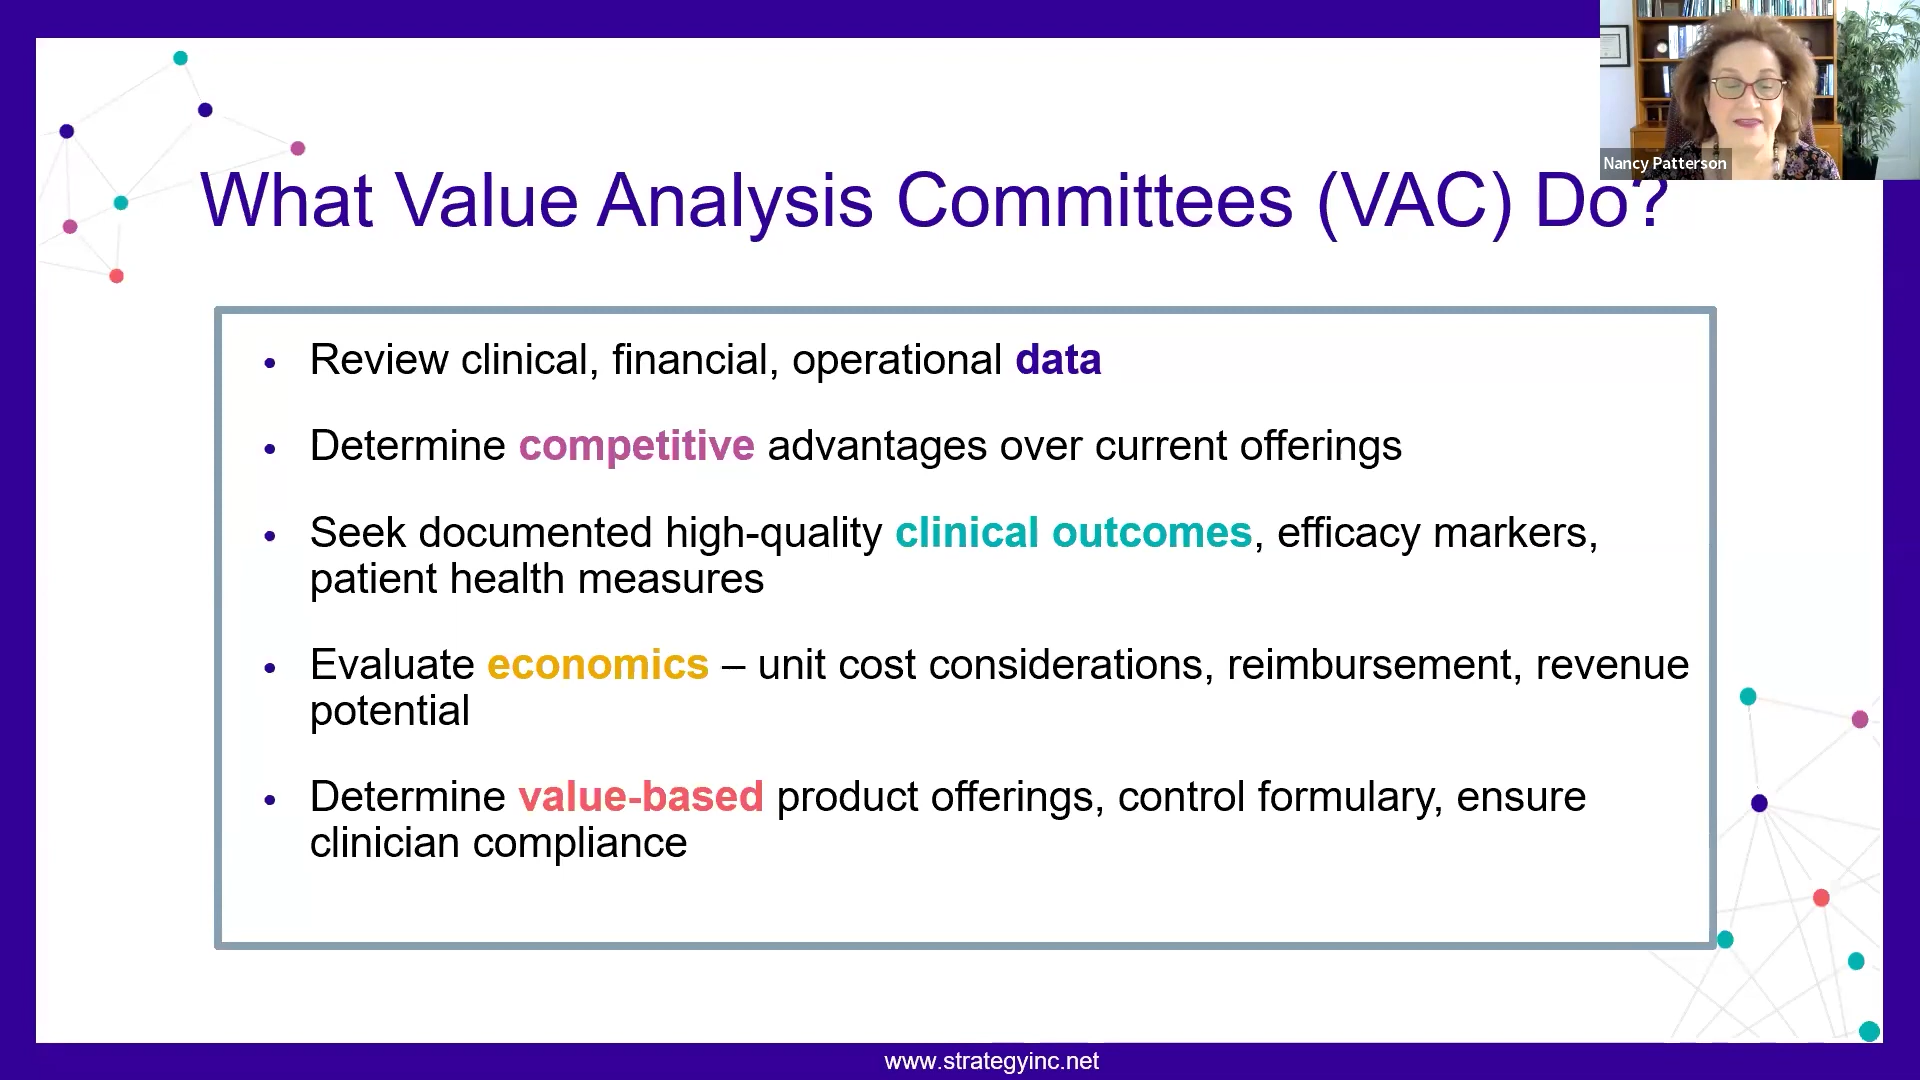 Nancy Patterson
What Value Analysis Committees (VAC) Do?
• Review clinical, financial, operational data
• Determine competitive advantages over current offerings
• Seek documented high-quality clinical outcomes, efficacy markers,
patient health measures
• Evaluate economics – unit cost considerations, reimbursement, revenue
potential
• Determine value-based product offerings, control formulary, ensure
clinician compliance
www.strategyinc.net